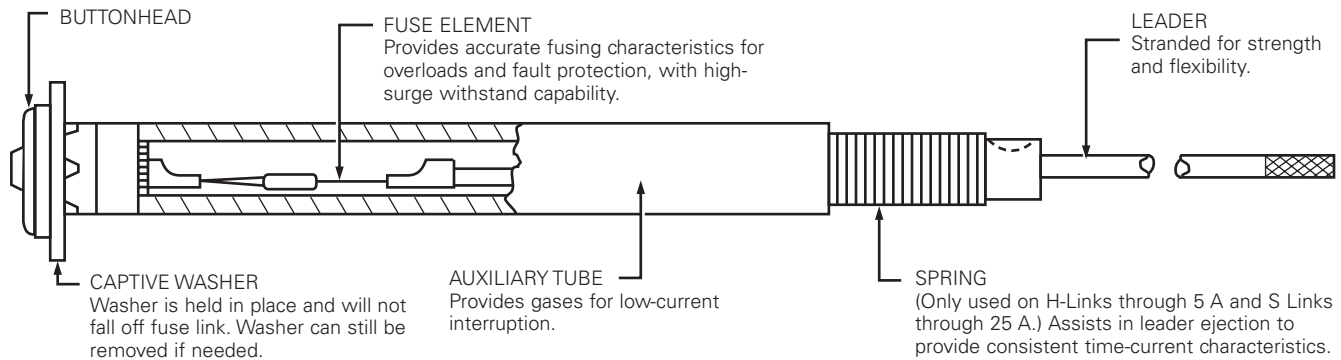 BUTTONHEAD
FUSE ELEMENT
Provides accurate fusing characteristics for
overloads and fault protection, with high-
surge withstand capability.
LEADER
Stranded for strength
and flexibility.
CAPTIVE WASHER
Washer is held in place and will not
fall off fuse link. Washer can still be
removed if needed.
AUXILIARY TUBE
Provides gases for low-current
interruption.
SPRING
(Only used on H-Links through 5 A and S Links
through 25 A.) Assists in leader ejection to
provide consistent time-current characteristics.